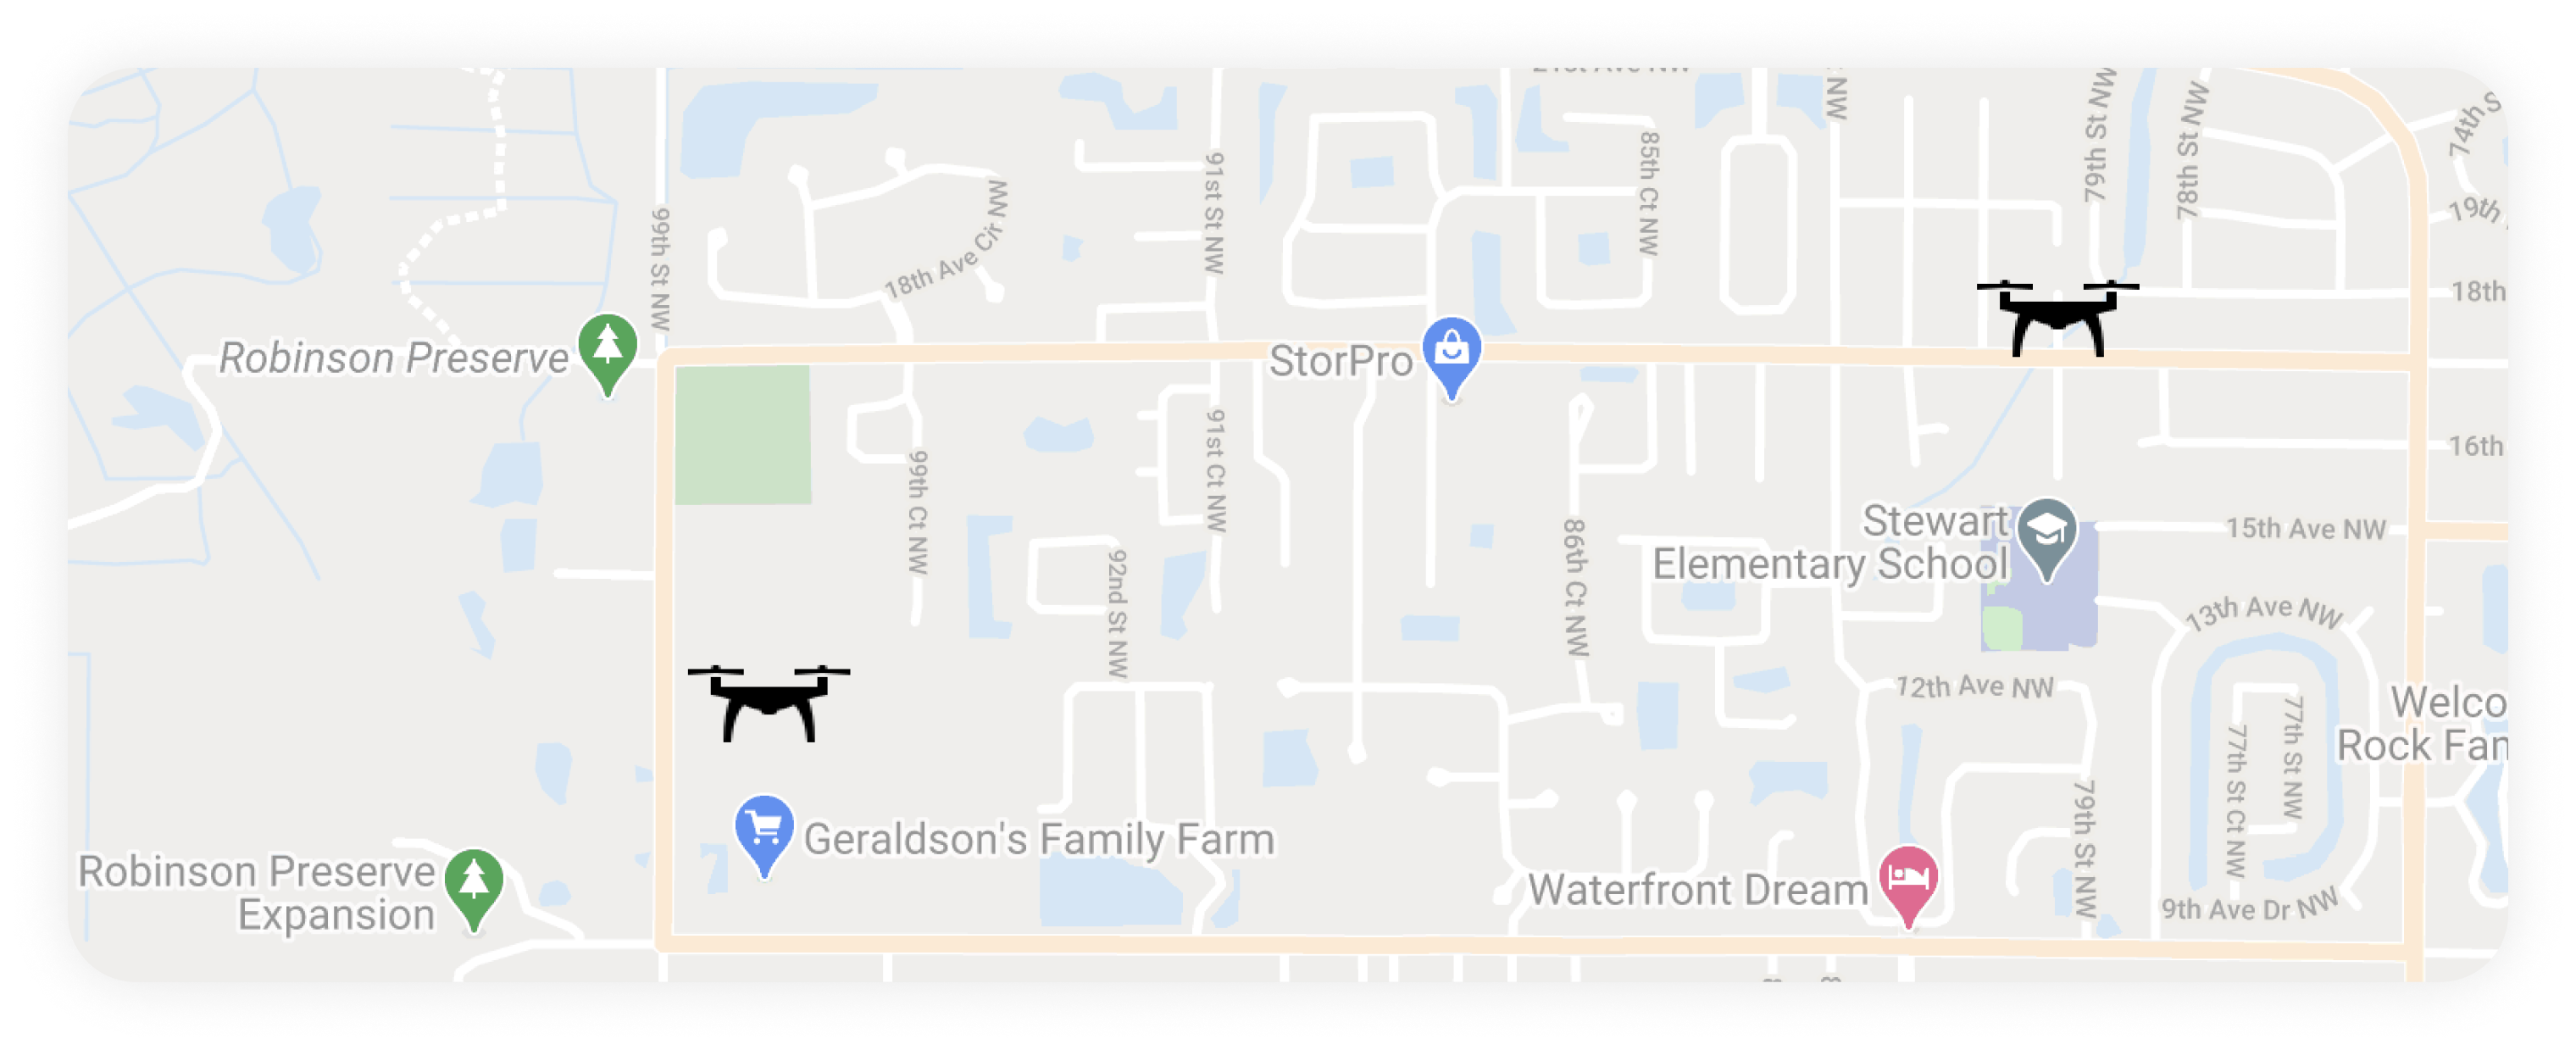 21st Ave NW
NW
79th St NW
78th St NW
74th S
85th Ct NW
91st St NW
19th
99th St NW
18th Ave Cir NW
18th
Robinson Preserve
StorPro
91st Ct NW
16th
99th Ct NW
Stewart
Elementary School
15th Ave NW
92nd St NW
86th Ct NW
13th Ave NW
12th Ave NW
Welco
Rock Fan
77th St NW
77th St Ct NW
79th St NW
Geraldson's Family Farm
Robinson Preserve
Expansion
Waterfront Dream
9th Ave Dr NW